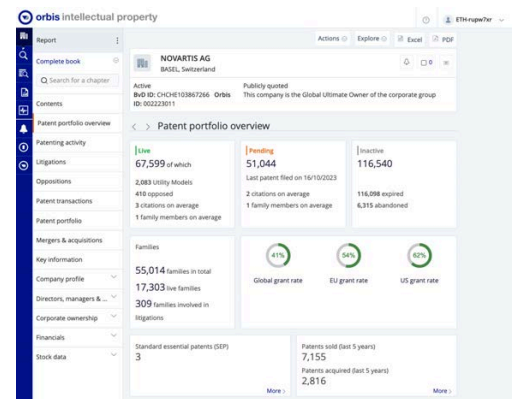 orbis intellectual property
ETH-rupw7xr
Report
Actions
Explore
Excel
PDF
Complete book
Search for a chapter
Contents
Patent portfolio overview
Patenting activity
Litigations
Oppositions
Patent transactions
Patent portfolio
Mergers & acquisitions
Key information
Company profile
Directors, managers & ...
Corporate ownership
Financials
Stock data
NOVARTIS AG
BASEL, Switzerland
0
Active
BvD ID: CHCHE103867266 Orbis
ID: 002223011
Publicly quoted
This company is the Global Ultimate Owner of the corporate group
< > Patent portfolio overview
Live
67,599 of which
2,083 Utility Models
410 opposed
3 citations on average
1 family members on average
Pending
51,044
Last patent filed on 16/10/2023
2 citations on average
1 family members on average
Inactive
116,540
116,098 expired
6,315 abandoned
Families
55,014 families in total
17,303 live families
309 families involved in
litigations
41%
Global grant rate
54%
EU grant rate
62%
US grant rate
Standard essential patents (SEP)
3
More >
Patents sold (last 5 years)
7,155
Patents acquired (last 5 years)
2,816
More >